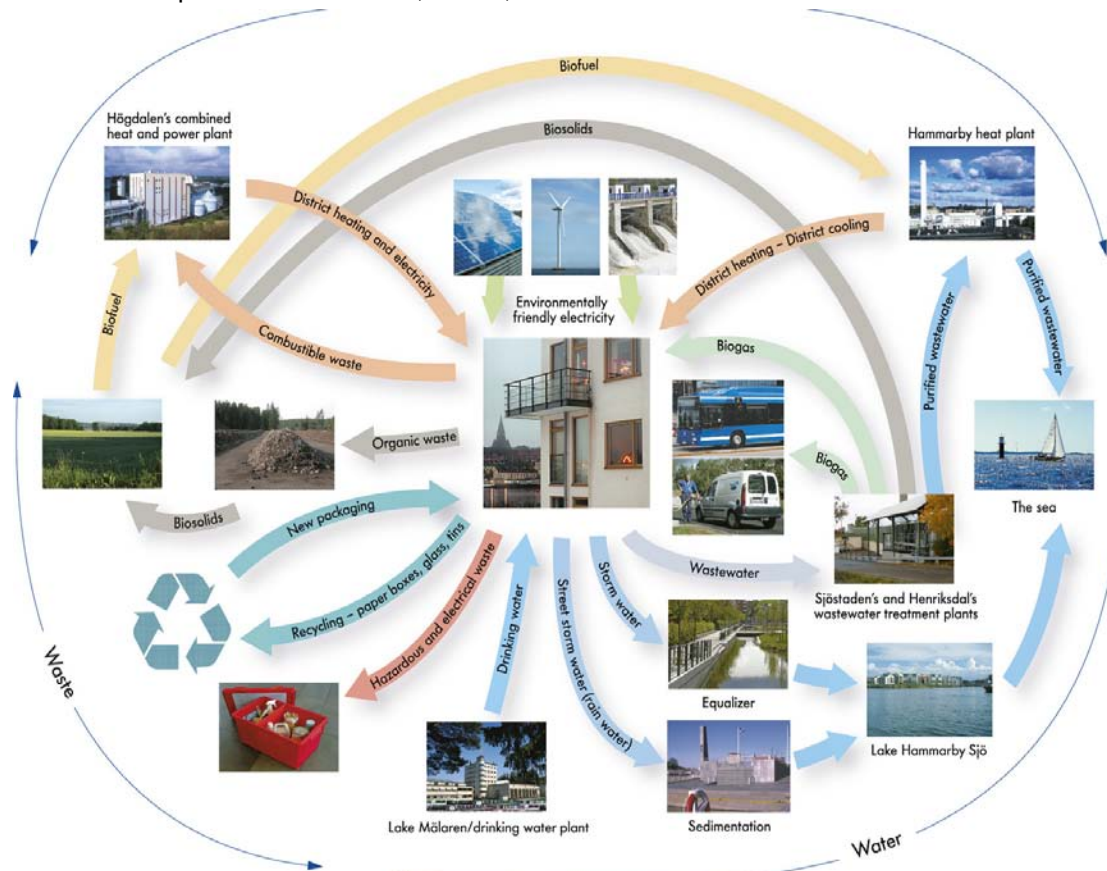 Biofuel
Högdalen's combined
heat and power plant
Biosolids
Hammarby heat plant
District heating and electricity
District heating – District cooling
Environmentally
friendly electricity
Biofuel
Combustible waste
Biogas
Purified wastewater
Purified wastewater
Organic waste
Biogas
Biosolids
New packaging
The sea
Wastewater
Sjöstaden's and Henriksdal's
wastewater treatment plants
Recycling – paper boxes, glass, tins
Hazardous and electrical waste
Drinking water
Street storm water (rain water)
Storm water
Equalizer
Lake Hammarby Sjö
Waste
Lake Mälaren/drinking water plant
Sedimentation
Water